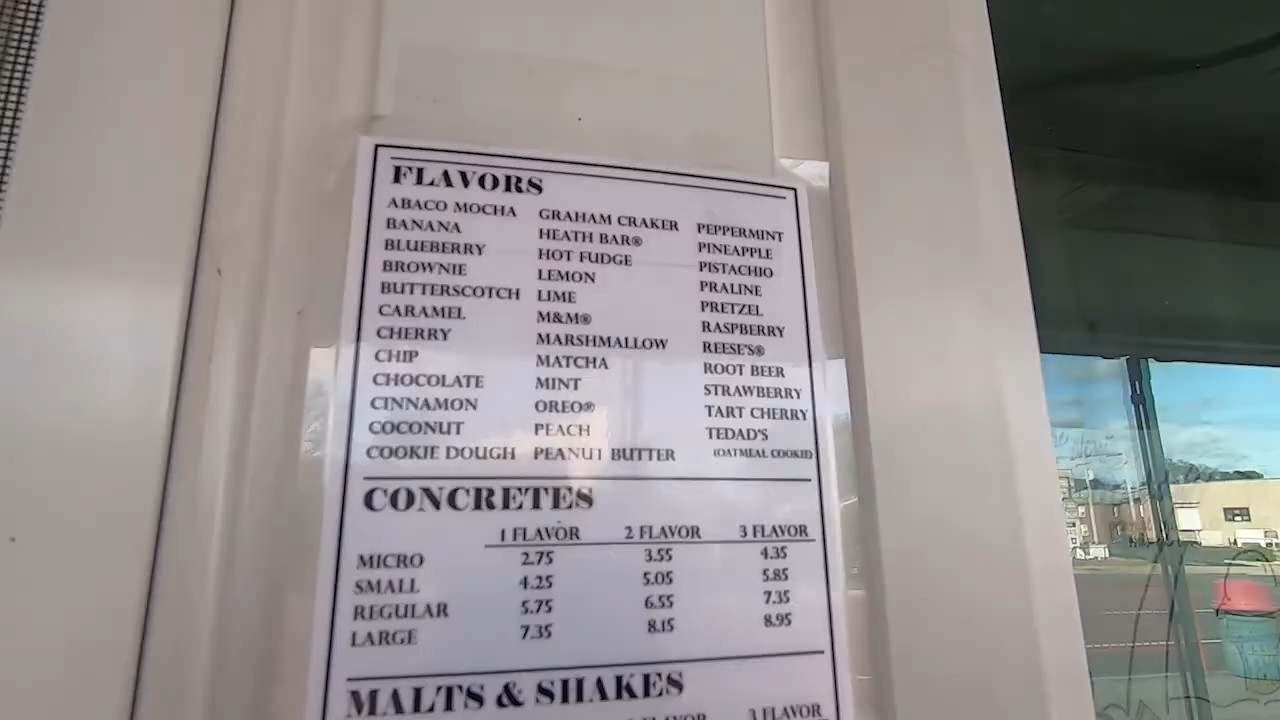 FLAVORS
ABACO MOCHA
BANANA
BLUEBERRY
BROWNIE
BUTTERSCOTCH
CARAMEL
CHERRY
CHIP
CHOCOLATE
CINNAMON
COCONUT
COOKIE DOUGH
GRAHAM CRAKER
HEATH BAR®
HOT FUDGE
LEMON
LIME
M&M®
MARSHMALLOW
MATCHA
MINT
OREO®
PEACH
PEANUT BUTTER
PEPPERMINT
PINEAPPLE
PISTACHIO
PRALINE
PRETZEL
RASPBERRY
REESE'S®
ROOT BEER
STRAWBERRY
TART CHERRY
TEDAD'S
(OATMEAL COOKIE)
CONCRETES
1 FLAVOR 2 FLAVOR 3 FLAVOR
MICRO 2.75 3.55 4.35
SMALL 4.25 5.05 5.85
REGULAR 5.75 6.55 7.35
LARGE 7.35 8.15 8.95
MALTS & SHAKES
FLAVOR 3 FLAVOR